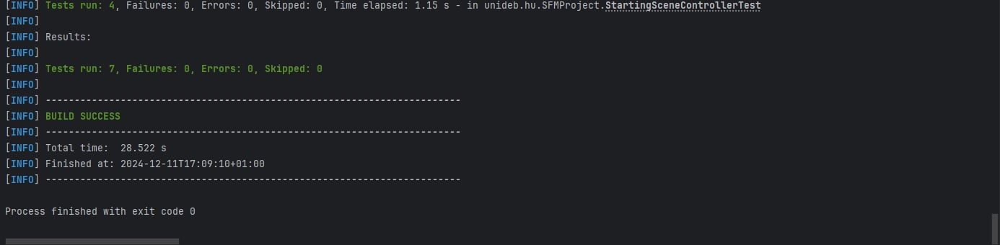 [INFO] Tests run: 4, Failures: 0, Errors: 0, Skipped: 0, Time elapsed: 1.15 s - in unideb.hu.SFMProject.StartingSceneControllerTest
[INFO]
[INFO] Results:
[INFO]
[INFO] Tests run: 7, Failures: 0, Errors: 0, Skipped: 0
[INFO]
[INFO] ------------------------------------------------------------------------
[INFO] BUILD SUCCESS
[INFO] ------------------------------------------------------------------------
[INFO] Total time:  28.522 s
[INFO] Finished at: 2024-12-11T17:09:10+01:00
[INFO] ------------------------------------------------------------------------
Process finished with exit code 0